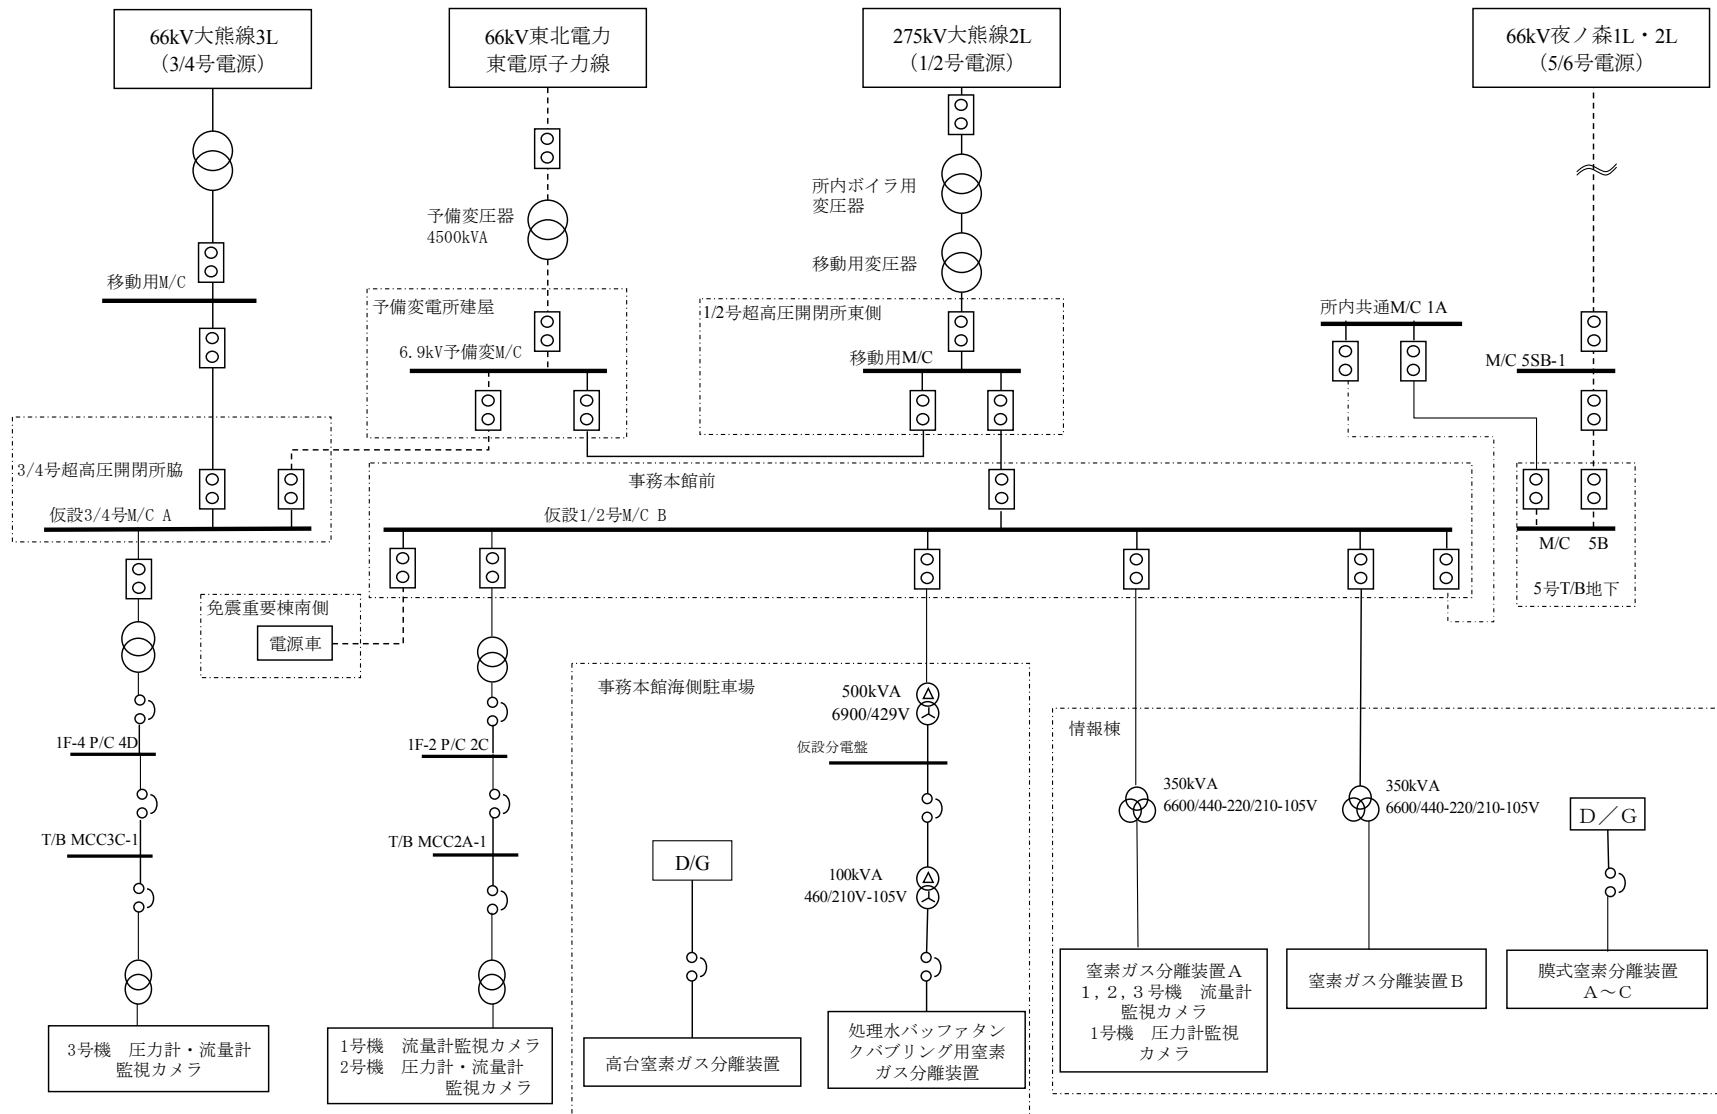 66kV大熊線3L
（3/4号電源）
66kV東北電力
東電原子力線
275kV大熊線2L
（1/2号電源）
66kV夜ノ森1L・2L
（5/6号電源）
所内ボイラ用
変圧器
予備変圧器
4500kVA
移動用変圧器
移動用M/C
予備変電所建屋
1/2号超高圧開閉所東側
所内共通M/C 1A
6.9kV予備変M/C
移動用M/C
M/C 5SB-1
3/4号超高圧開閉所脇
事務本館前
仮設3/4号M/C A
仮設1/2号M/C B
M/C 5B
5号T/B地下
免震重要棟南側
電源車
事務本館海側駐車場
500kVA
6900/429V
情報棟
1F-4 P/C 4D
1F-2 P/C 2C
仮設分電盤
350kVA
6600/440-220/210-105V
350kVA
6600/440-220/210-105V
D／G
T/B MCC3C-1
T/B MCC2A-1
D/G
100kVA
460/210V-105V
3号機　圧力計・流量計
監視カメラ
1号機　流量計監視カメラ
2号機　圧力計・流量計
監視カメラ
高台窒素ガス分離装置
処理水バッファタン
クバブリング用窒素
ガス分離装置
窒素ガス分離装置Ａ
１，２，３号機　流量計
監視カメラ
1号機　圧力計監視
カメラ
窒素ガス分離装置Ｂ
膜式窒素分離装置
Ａ～Ｃ